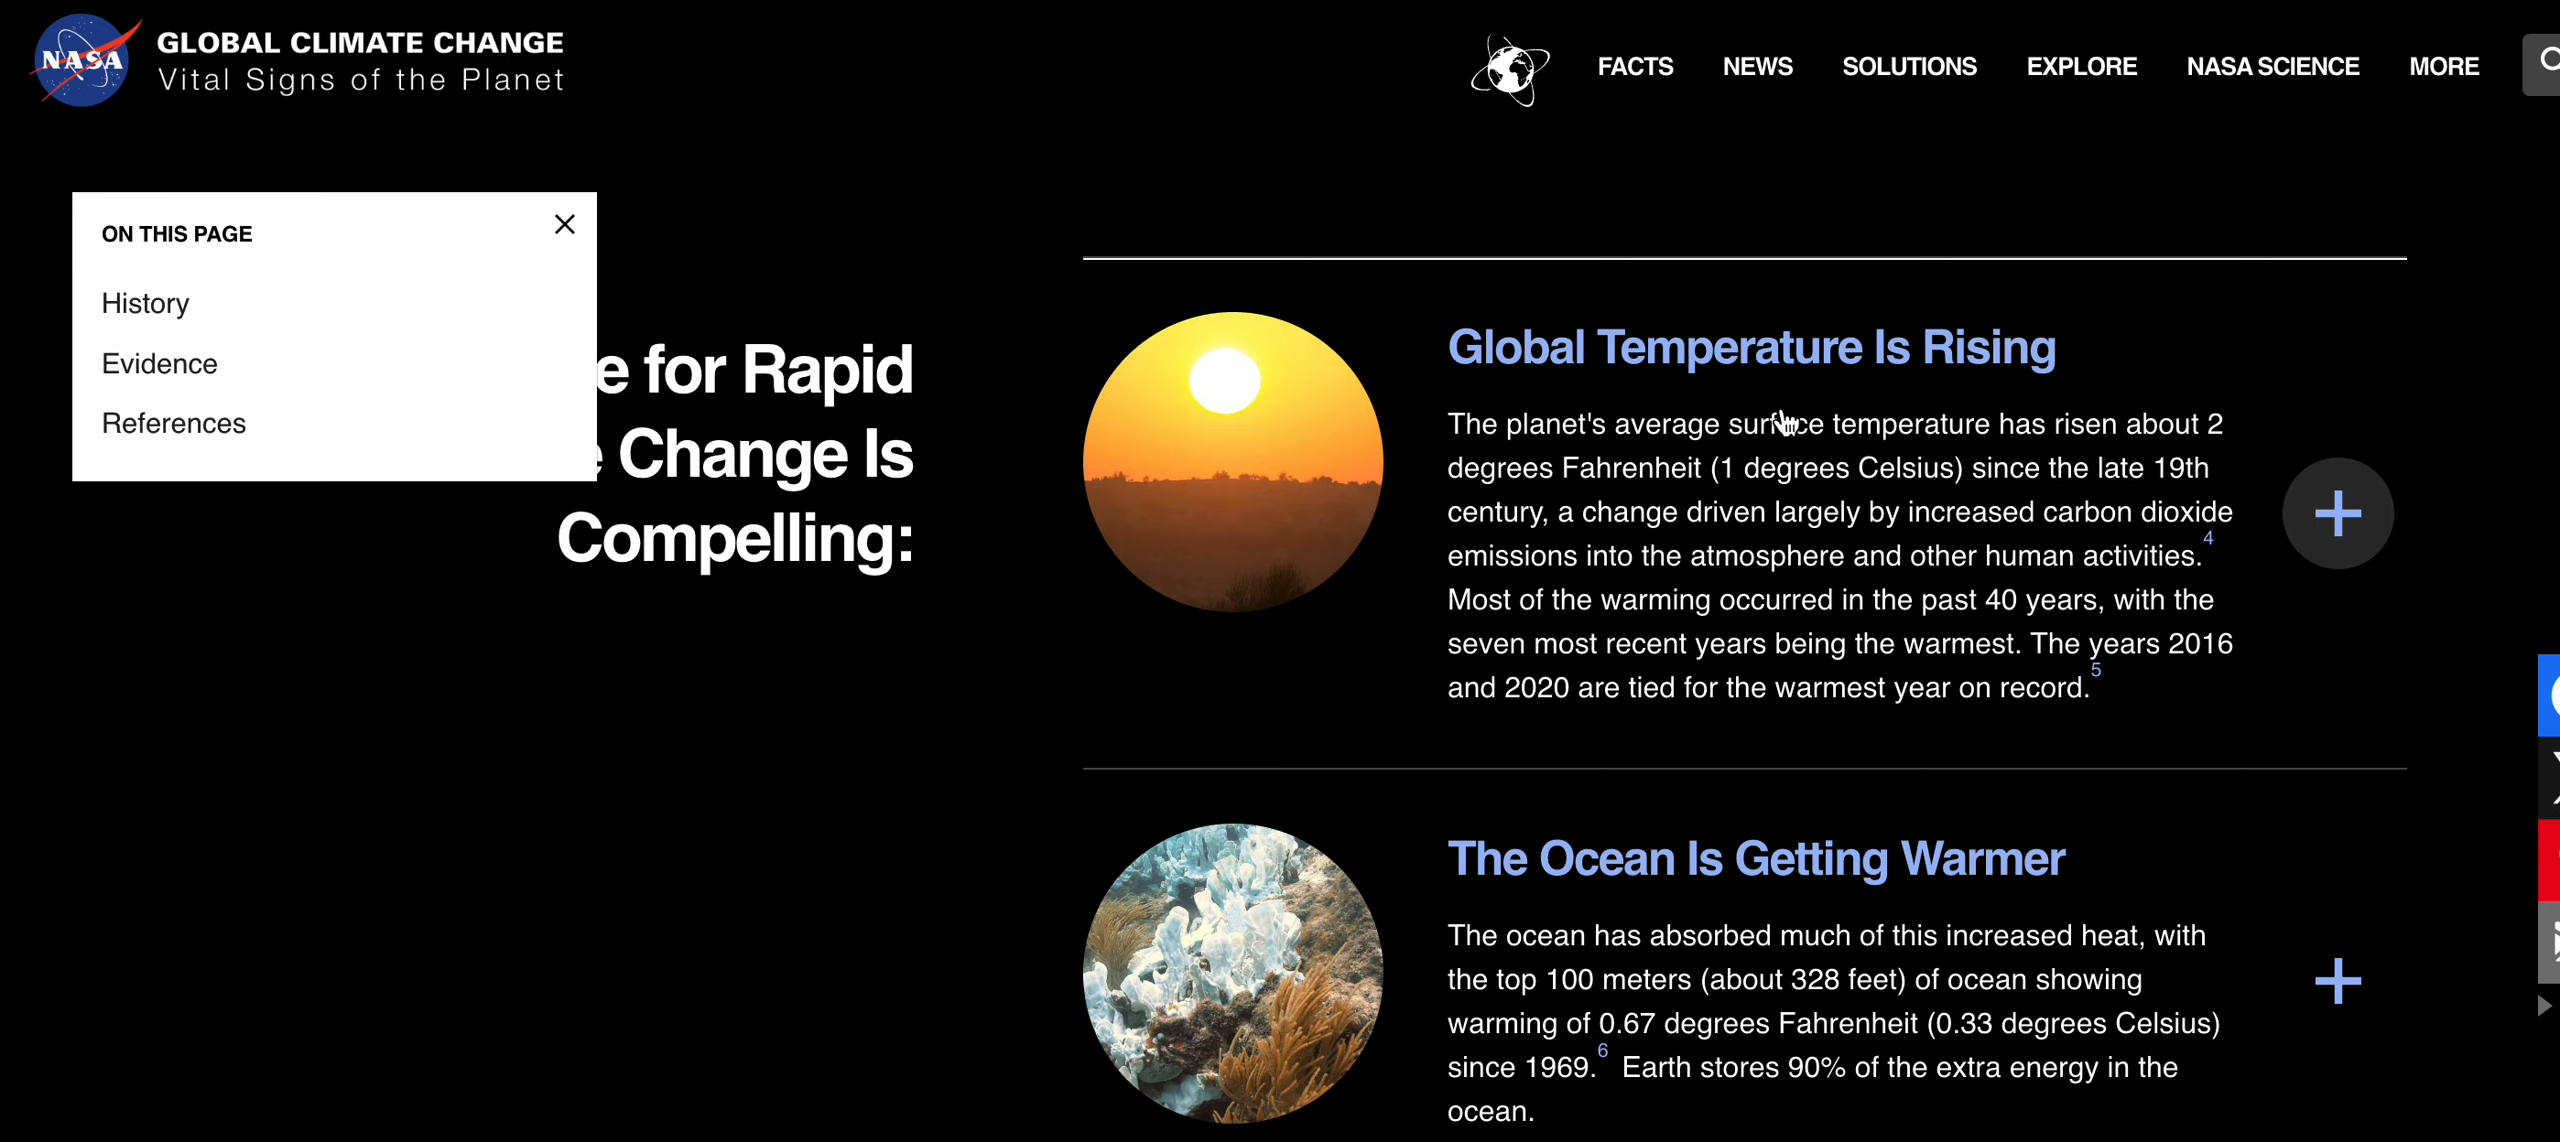 NASA
GLOBAL CLIMATE CHANGE
Vital Signs of the Planet
FACTS NEWS SOLUTIONS EXPLORE NASA SCIENCE MORE
ON THIS PAGE
History
Evidence
References
e for Rapid
e Change Is
Compelling:
Global Temperature Is Rising
The planet's average surface temperature has risen about 2
degrees Fahrenheit (1 degrees Celsius) since the late 19th
century, a change driven largely by increased carbon dioxide
emissions into the atmosphere and other human activities.4
Most of the warming occurred in the past 40 years, with the
seven most recent years being the warmest. The years 2016
and 2020 are tied for the warmest year on record.5
The Ocean Is Getting Warmer
The ocean has absorbed much of this increased heat, with
the top 100 meters (about 328 feet) of ocean showing
warming of 0.67 degrees Fahrenheit (0.33 degrees Celsius)
since 1969.6 Earth stores 90% of the extra energy in the
ocean.